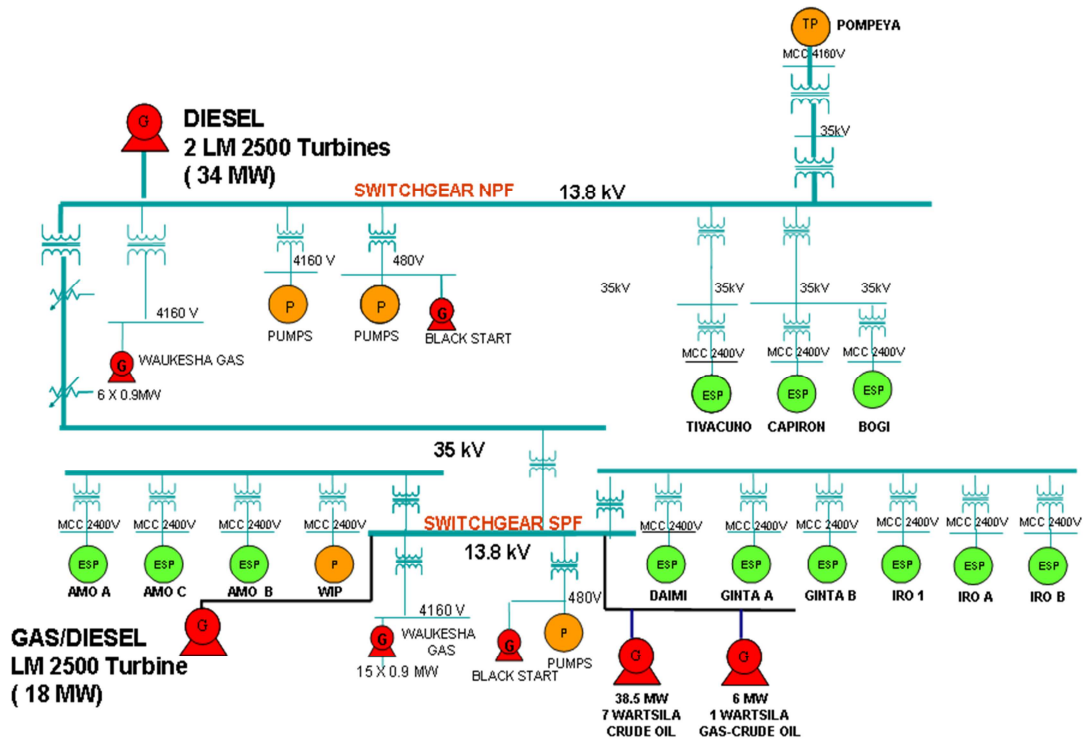 TP
POMPEYA
MCC 4160V
35kV
G
DIESEL
2 LM 2500 Turbines
( 34 MW)
SWITCHGEAR NPF
13.8 kV
4160 V
480V
35kV
35kV
35kV
35kV
4160 V
P
P
G
PUMPS
PUMPS
BLACK START
G
WAUKESHA GAS
6 X 0.9MW
MCC 2400V
MCC 2400V
MCC 2400V
ESP
ESP
ESP
TIVACUNO
CAPIRON
BOGI
35 kV
MCC 2400V
MCC 2400V
MCC 2400V
MCC 2400V
SWITCHGEAR SPF
13.8 kV
MCC 2400V
MCC 2400V
MCC 2400V
MCC 2400V
MCC 2400V
MCC 2400V
ESP
ESP
ESP
P
ESP
ESP
ESP
ESP
ESP
ESP
AMO A
AMO C
AMO B
WIP
DAIMI
GINTA A
GINTA B
IRO 1
IRO A
IRO B
GAS/DIESEL
LM 2500 Turbine
( 18 MW)
G
4160 V
G
WAUKESHA
GAS
15 X 0.9 MW
480V
G
BLACK START
P
PUMPS
G
38.5 MW
7 WARTSILA
CRUDE OIL
G
6 MW
1 WARTSILA
GAS-CRUDE OIL